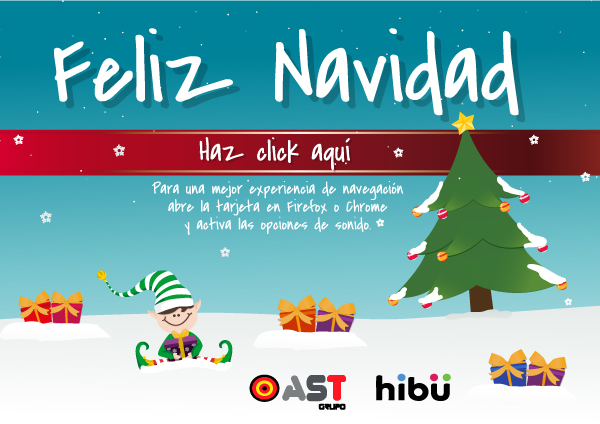 Feliz Navidad
Haz click aquí
Para una mejor experiencia de navegación
abre la tarjeta en Firefox o Chrome
y activa las opciones de sonido.
AST
GRUPO
hibü